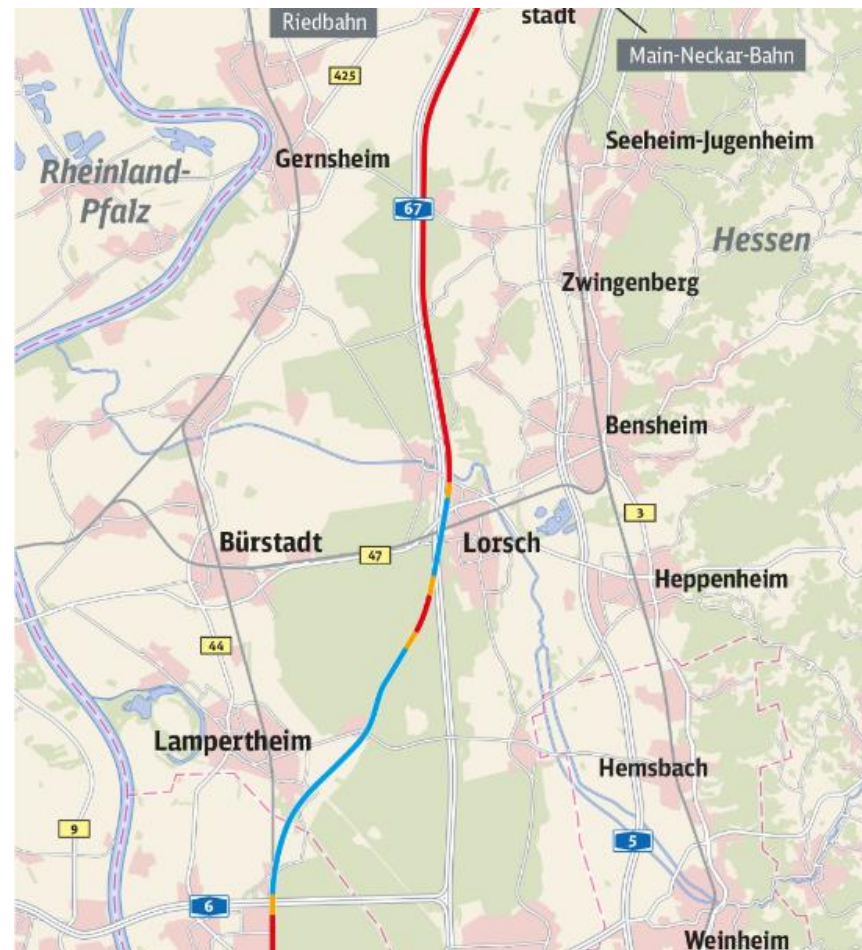 Riedbahn
stadt
Main-Neckar-Bahn
425
Gernsheim
Seeheim-Jugenheim
Rheinland-
Pfalz
67
Hessen
Zwingenberg
Bensheim
3
Bürstadt
47
Lorsch
Heppenheim
44
Lampertheim
Hemsbach
9
5
6
Weinheim